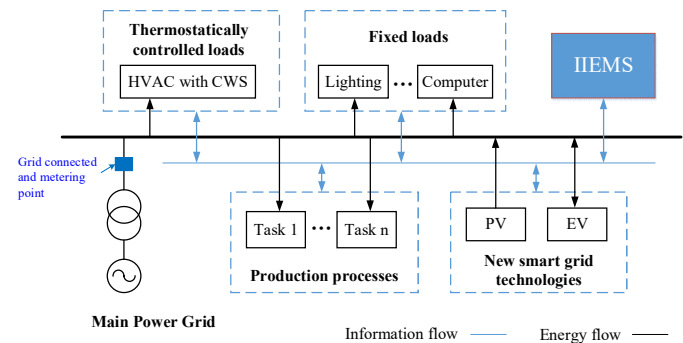 Thermostatically
controlled loads
HVAC with CWS
Fixed loads
Lighting ••• Computer
IIEMS
Grid connected
and metering
point
Task 1 ••• Task n
Production processes
PV
EV
New smart grid
technologies
Main Power Grid
Information flow
Energy flow